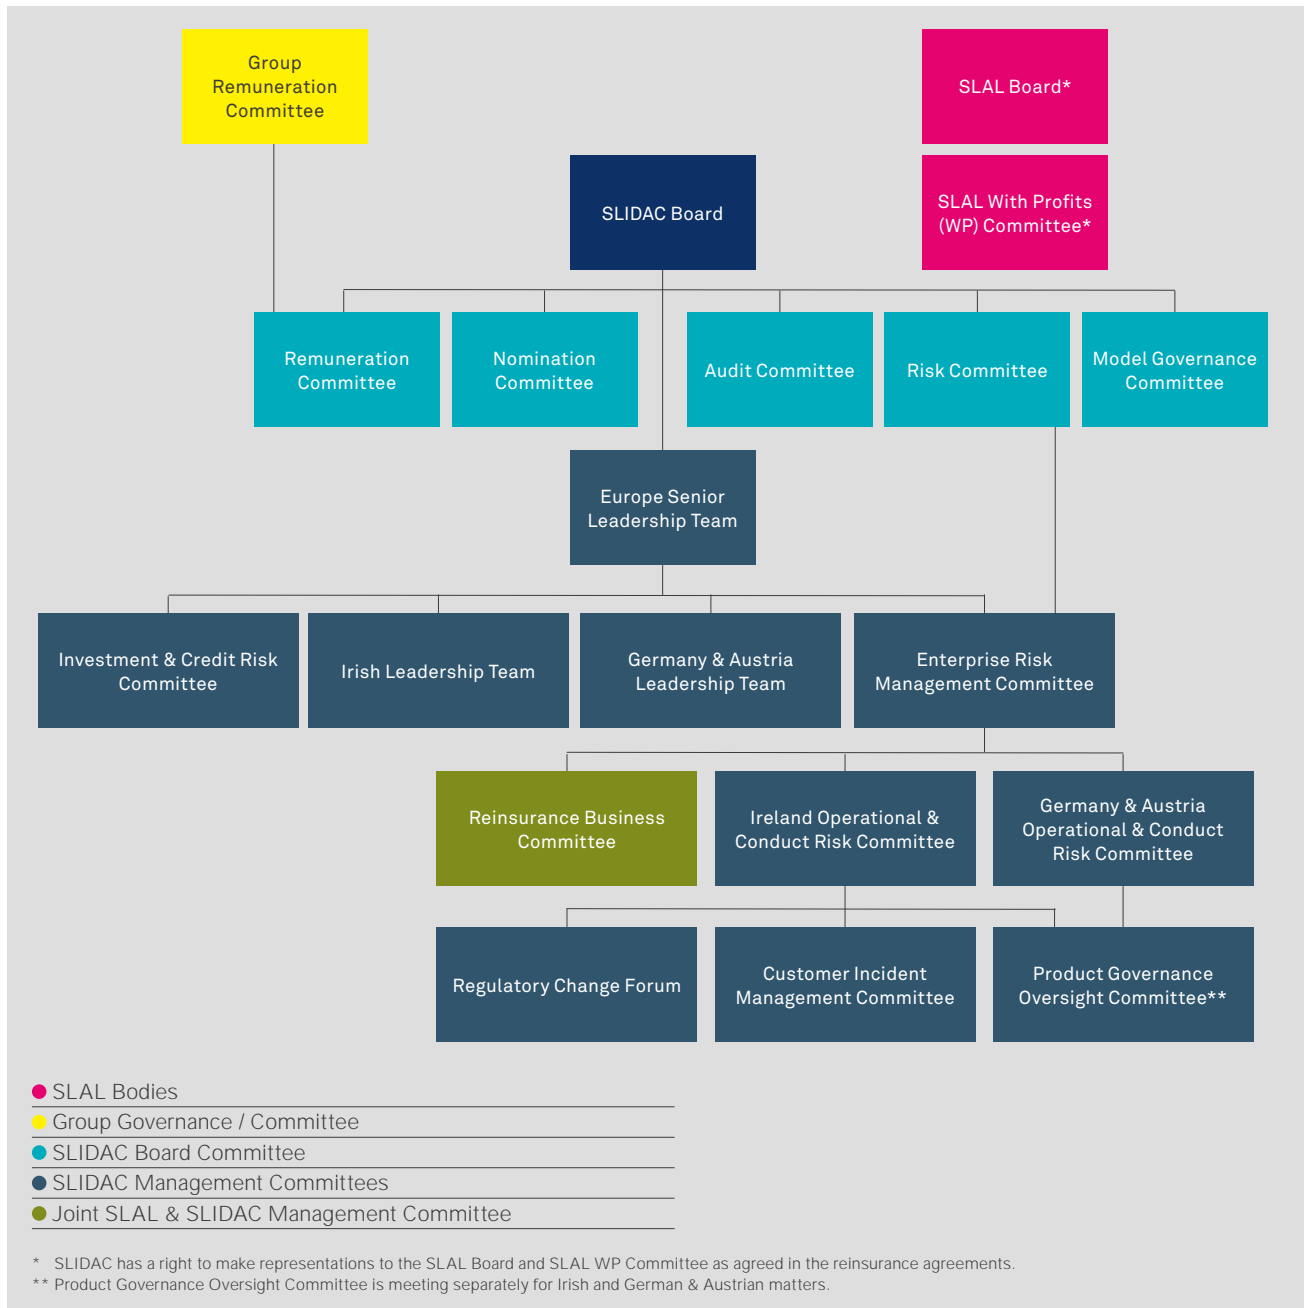 Group
Remuneration
Committee
SLAL Board*
SLIDAC Board
SLAL With Profits
(WP) Committee*
Remuneration
Committee
Nomination
Committee
Audit Committee
Risk Committee
Model Governance
Committee
Europe Senior
Leadership Team
Investment & Credit Risk
Committee
Irish Leadership Team
Germany & Austria
Leadership Team
Enterprise Risk
Management Committee
Reinsurance Business
Committee
Ireland Operational &
Conduct Risk Committee
Germany & Austria
Operational & Conduct
Risk Committee
Regulatory Change Forum
Customer Incident
Management Committee
Product Governance
Oversight Committee**
SLAL Bodies
Group Governance / Committee
SLIDAC Board Committee
SLIDAC Management Committees
Joint SLAL & SLIDAC Management Committee
* SLIDAC has a right to make representations to the SLAL Board and SLAL WP Committee as agreed in the reinsurance agreements.
** Product Governance Oversight Committee is meeting separately for Irish and German & Austrian matters.